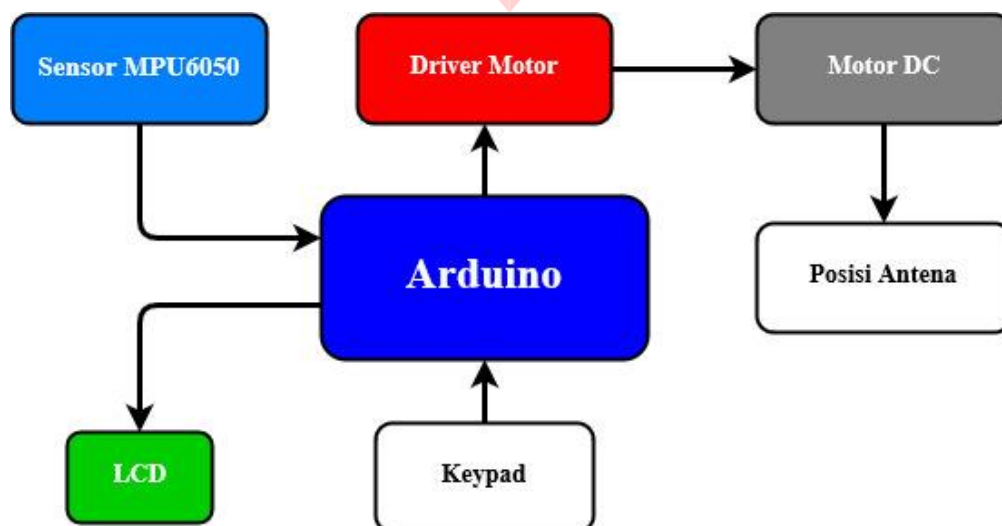 Sensor MPU6050
Driver Motor
Motor DC
Arduino
Posisi Antena
LCD
Keypad